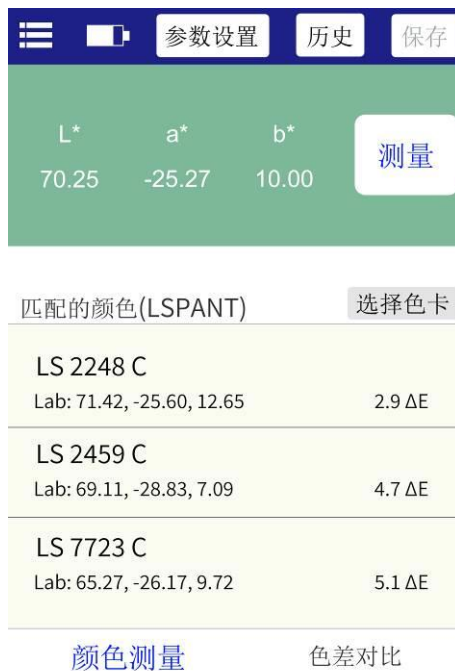 参数设置 历史 保存
L* a* b*
70.25 -25.27 10.00
测量
匹配的颜色(LSPANT) 选择色卡
LS 2248 C
Lab: 71.42, -25.60, 12.65 2.9 ΔE
LS 2459 C
Lab: 69.11, -28.83, 7.09 4.7 ΔE
LS 7723 C
Lab: 65.27, -26.17, 9.72 5.1 ΔE
颜色测量 色差对比